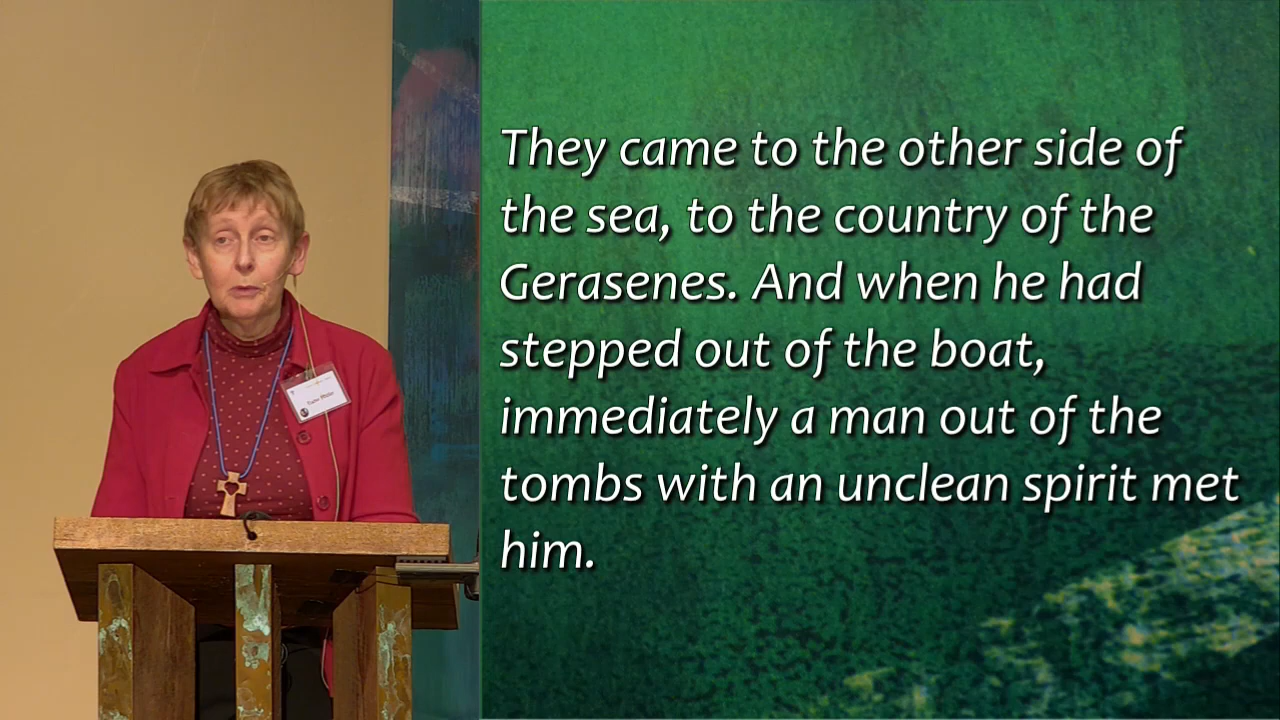 They came to the other side of
the sea, to the country of the
Gerasenes. And when he had
stepped out of the boat,
immediately a man out of the
tombs with an unclean spirit met
him.